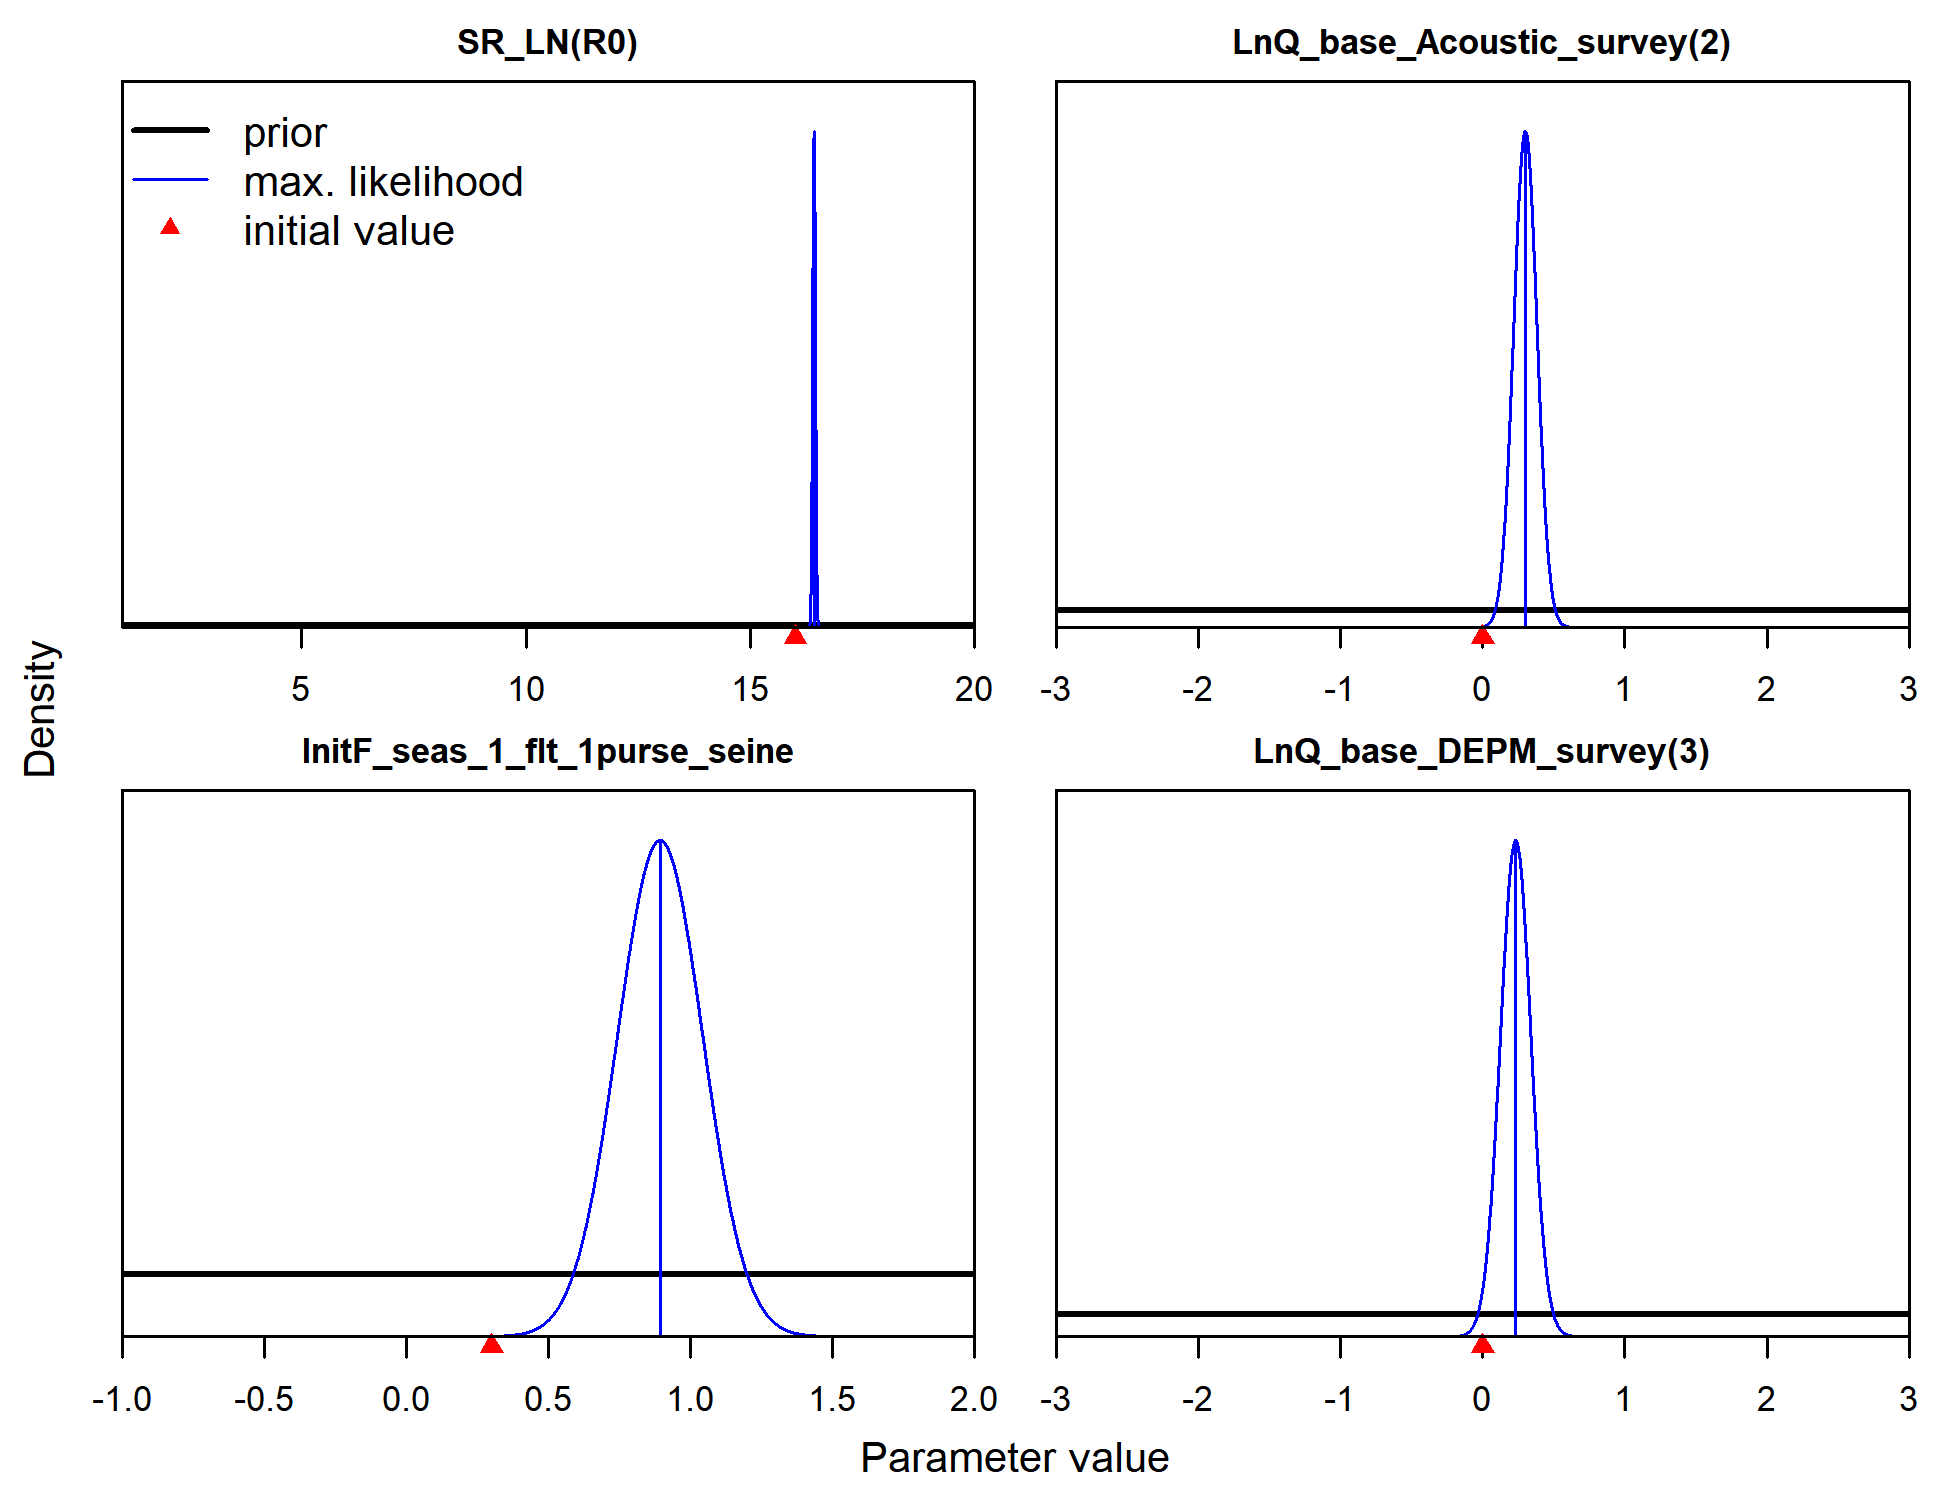 SR_LN(R0)
prior
max. likelihood
initial value
5 10 15 20
LnQ_base_Acoustic_survey(2)
-3 -2 -1 0 1 2 3
Density
InitF_seas_1_flt_1purse_seine
-1.0 -0.5 0.0 0.5 1.0 1.5 2.0
LnQ_base_DEPM_survey(3)
-3 -2 -1 0 1 2 3
Parameter value